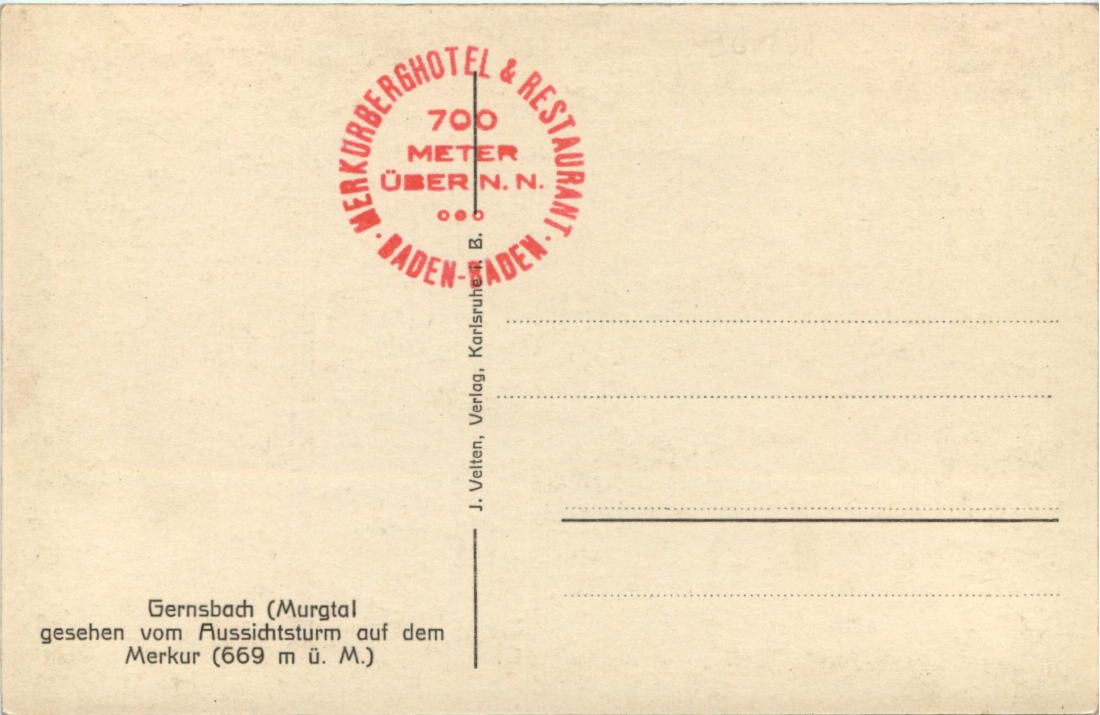 MERKURBERGHOTEL & RESTAURANT
700
METER
ÜBER N. N.
· BADEN-BADEN ·
J. Velten, Verlag, Karlsruhe i. B.
Gernsbach (Murgtal
gesehen vom Aussichtsturm auf dem
Merkur (669 m ü. M.)